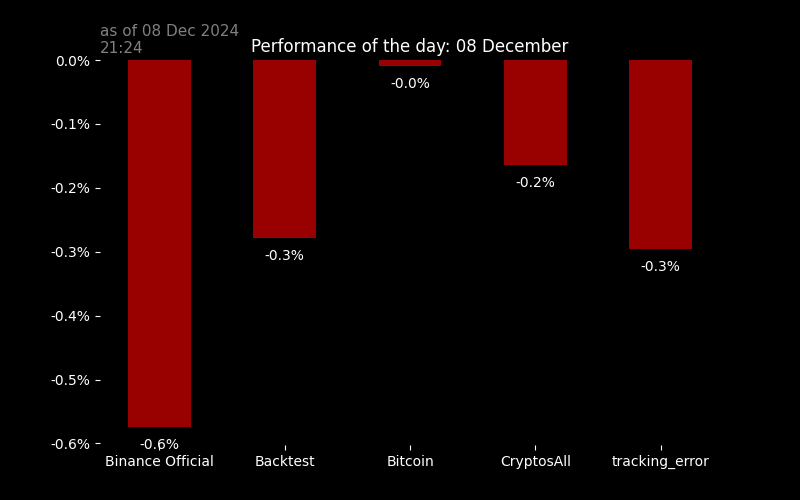 as of 08 Dec 2024
21:24
Performance of the day: 08 December
0.0%
-0.1%
-0.2%
-0.3%
-0.4%
-0.5%
-0.6%
-0.6%
-0.3%
-0.0%
-0.2%
-0.3%
Binance Official
Backtest
Bitcoin
CryptosAll
tracking_error